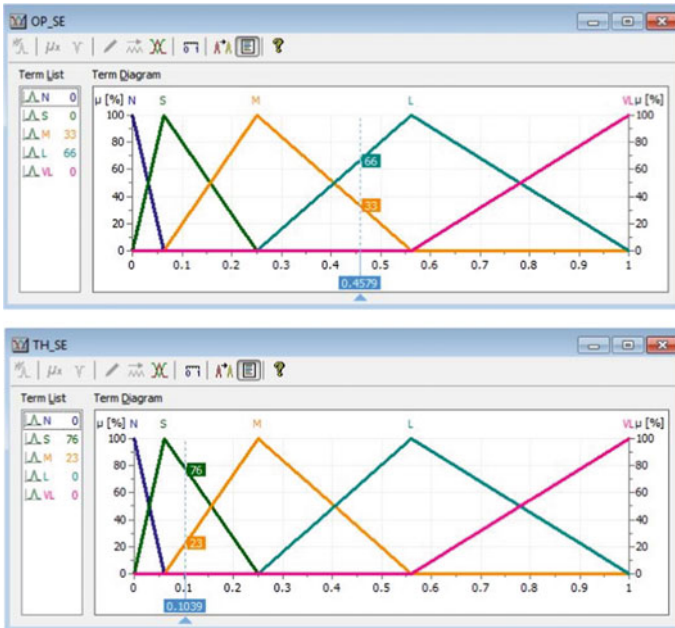 OP_SE
Term List
Term Diagram
N 0
S 0
M 33
L 66
VL 0
μ [%] N S M L VL μ [%]
100 100
80 80
60 60
40 40
20 20
0 0
66
33
0 0.1 0.2 0.3 0.4 0.5 0.6 0.7 0.8 0.9 1
0.4579
TH_SE
Term List
Term Diagram
N 0
S 76
M 23
L 0
VL 0
μ [%] N S M L VL μ [%]
100 100
80 80
60 60
40 40
20 20
0 0
76
23
0 0.1 0.2 0.3 0.4 0.5 0.6 0.7 0.8 0.9 1
0.1039